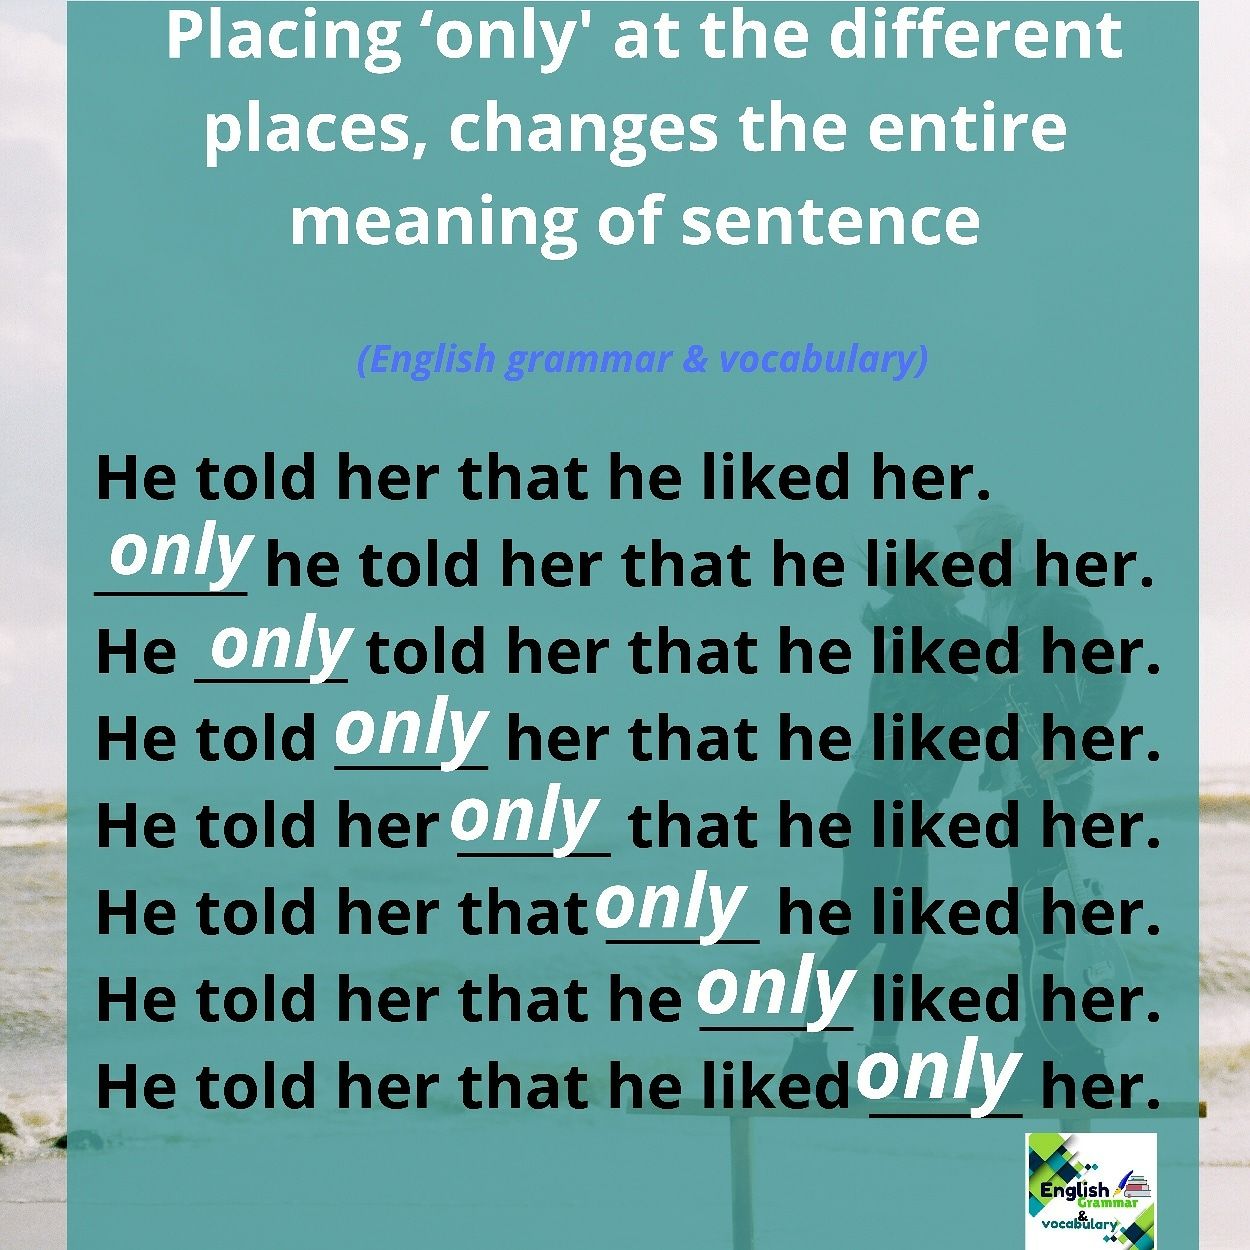 Placing ‘only' at the different
places, changes the entire
meaning of sentence
(English grammar & vocabulary)
He told her that he liked her.
only he told her that he liked her.
He only told her that he liked her.
He told only her that he liked her.
He told her only that he liked her.
He told her that only he liked her.
He told her that he only liked her.
He told her that he liked only her.
English
Grammar
&
vocabulary